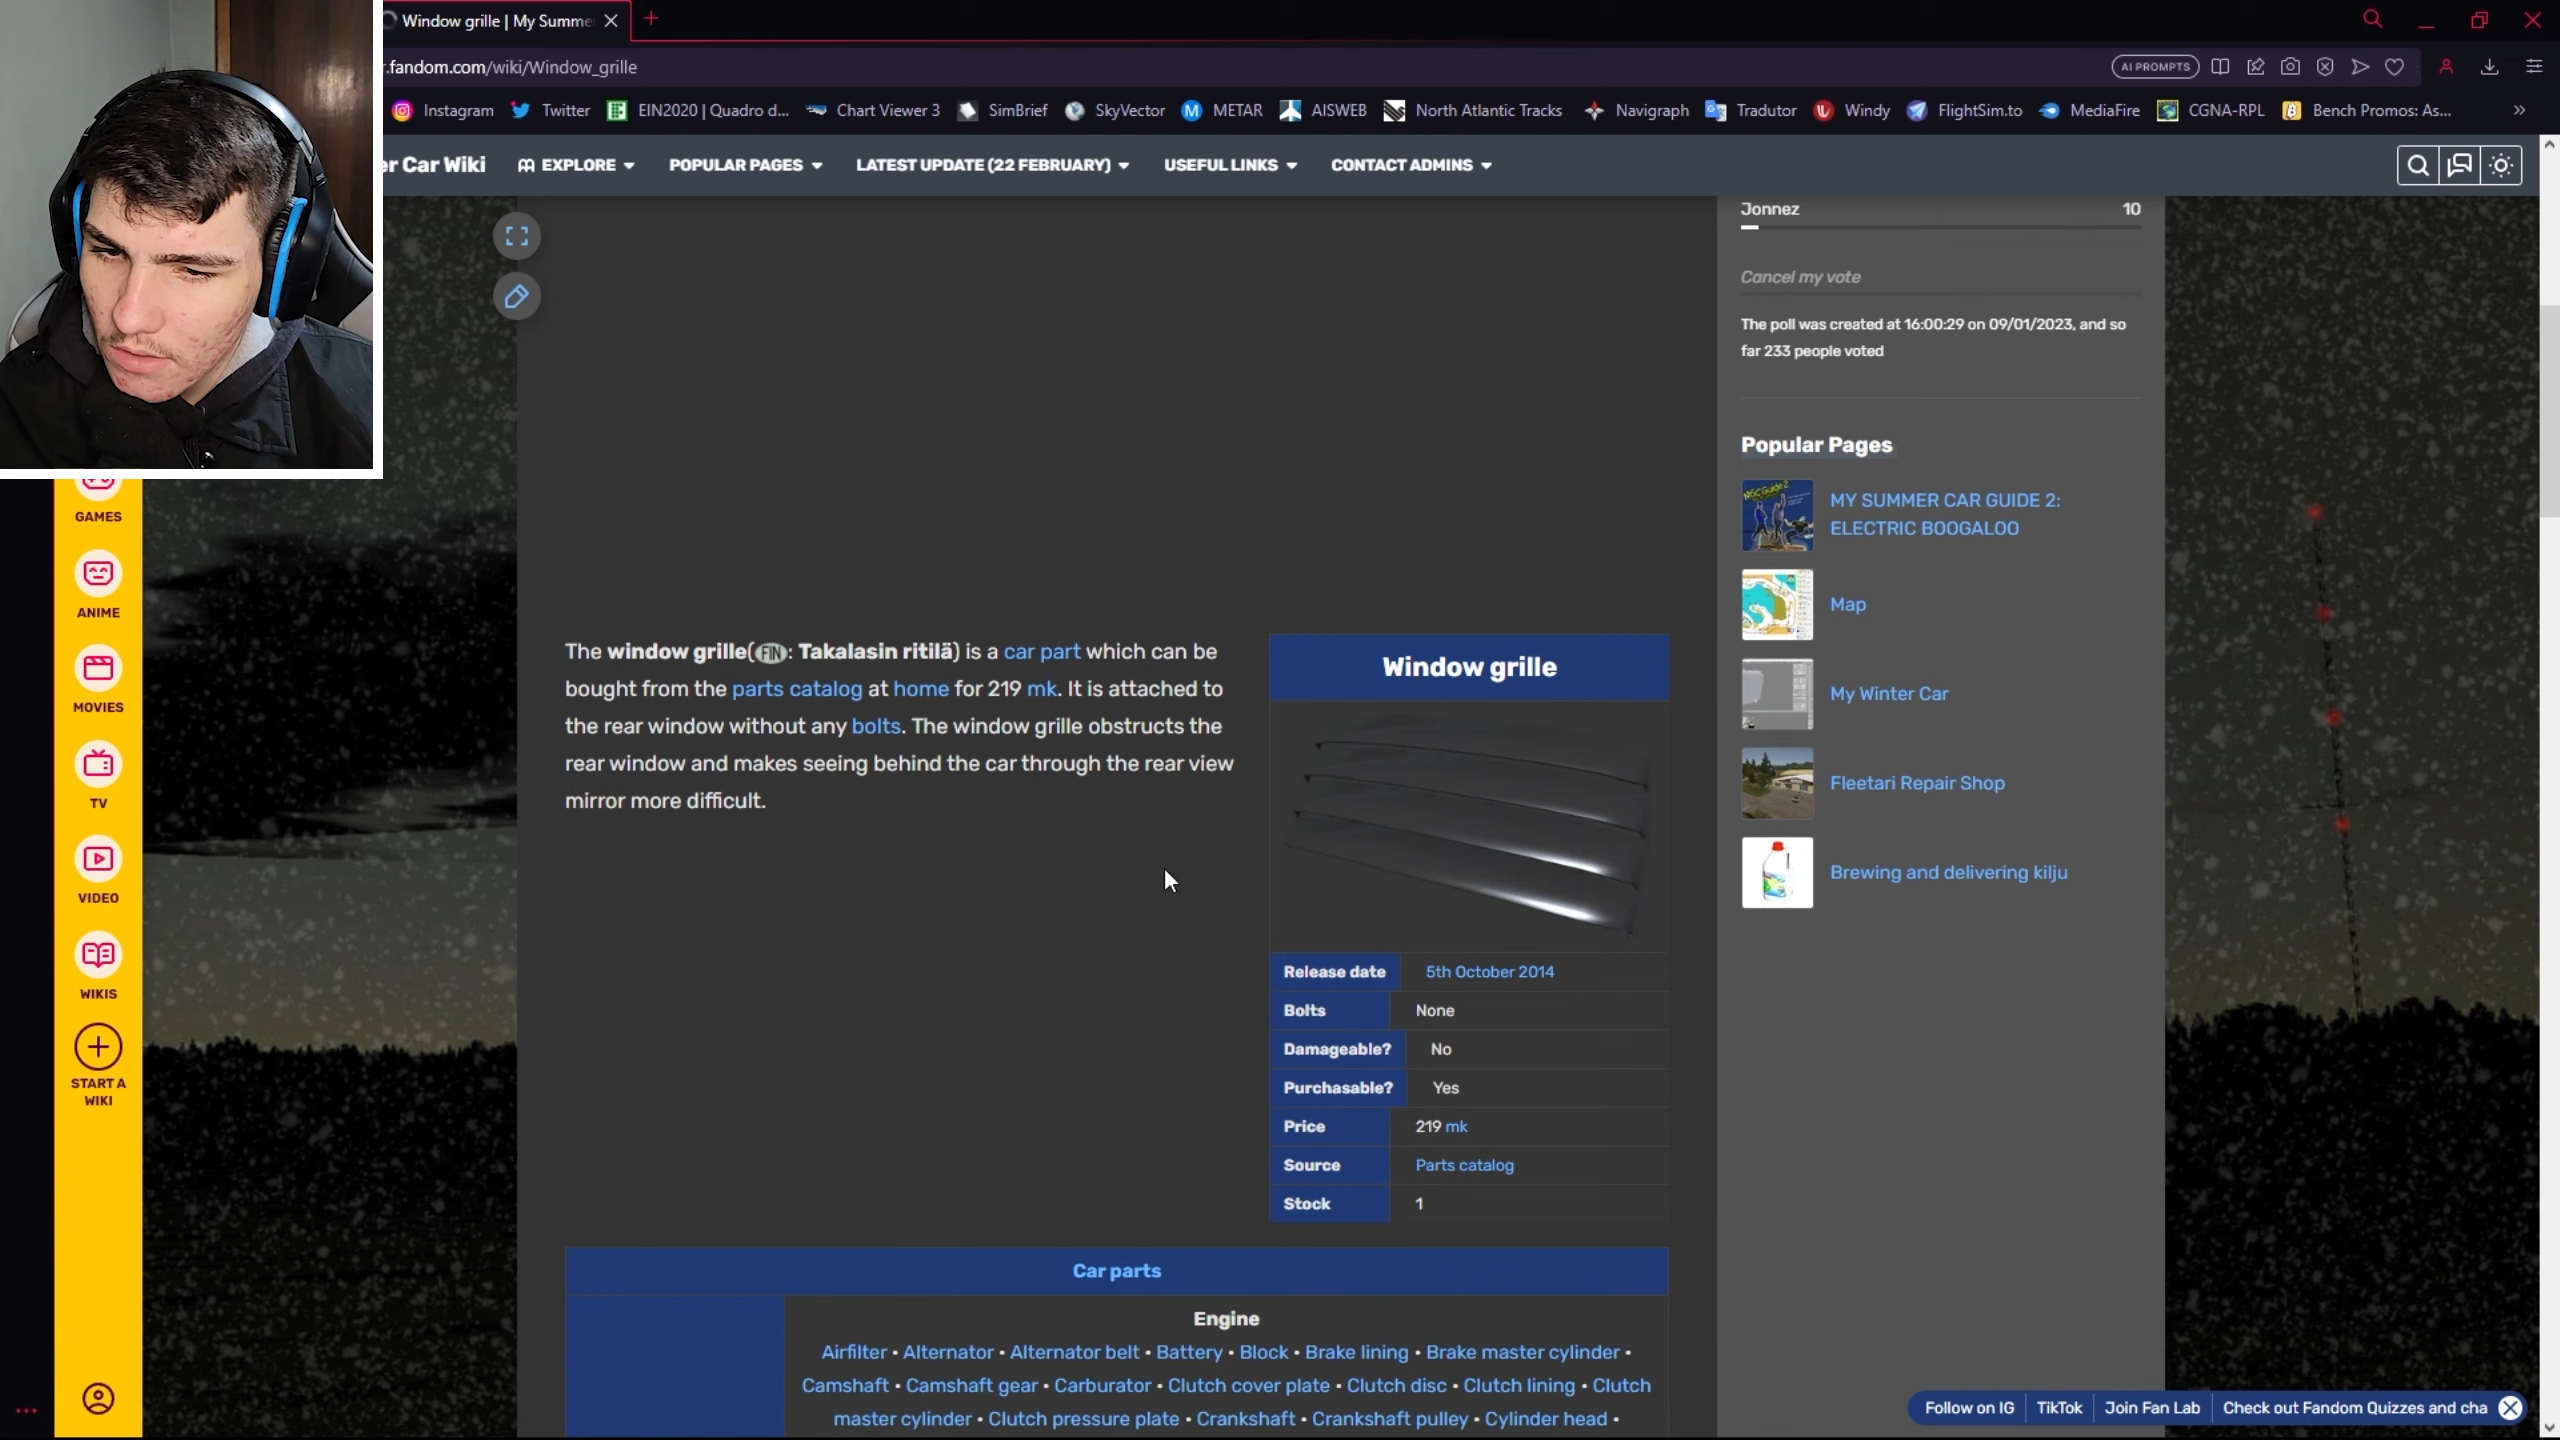 Window grille | My Summe
.fandom.com/wiki/Window_grille
AI PROMPTS
Instagram Twitter EIN2020 | Quadro d... Chart Viewer 3 SimBrief SkyVector METAR AISWEB North Atlantic Tracks Navigraph Tradutor Windy FlightSim.to MediaFire CGNA-RPL Bench Promos: As... »
er Car Wiki EXPLORE POPULAR PAGES LATEST UPDATE (22 FEBRUARY) USEFUL LINKS CONTACT ADMINS
GAMES
ANIME
MOVIES
TV
VIDEO
WIKIS
START A
WIKI
The window grille(FIN: Takalasin ritilä) is a car part which can be
bought from the parts catalog at home for 219 mk. It is attached to
the rear window without any bolts. The window grille obstructs the
rear window and makes seeing behind the car through the rear view
mirror more difficult.
Window grille
Release date 5th October 2014
Bolts None
Damageable? No
Purchasable? Yes
Price 219 mk
Source Parts catalog
Stock 1
Car parts
Engine
Airfilter • Alternator • Alternator belt • Battery • Block • Brake lining • Brake master cylinder •
Camshaft • Camshaft gear • Carburator • Clutch cover plate • Clutch disc • Clutch lining • Clutch
master cylinder • Clutch pressure plate • Crankshaft • Crankshaft pulley • Cylinder head •
Jonnez 10
Cancel my vote
The poll was created at 16:00:29 on 09/01/2023, and so
far 233 people voted
Popular Pages
MY SUMMER CAR GUIDE 2:
ELECTRIC BOOGALOO
Map
My Winter Car
Fleetari Repair Shop
Brewing and delivering kilju
Follow on IG TikTok Join Fan Lab Check out Fandom Quizzes and cha